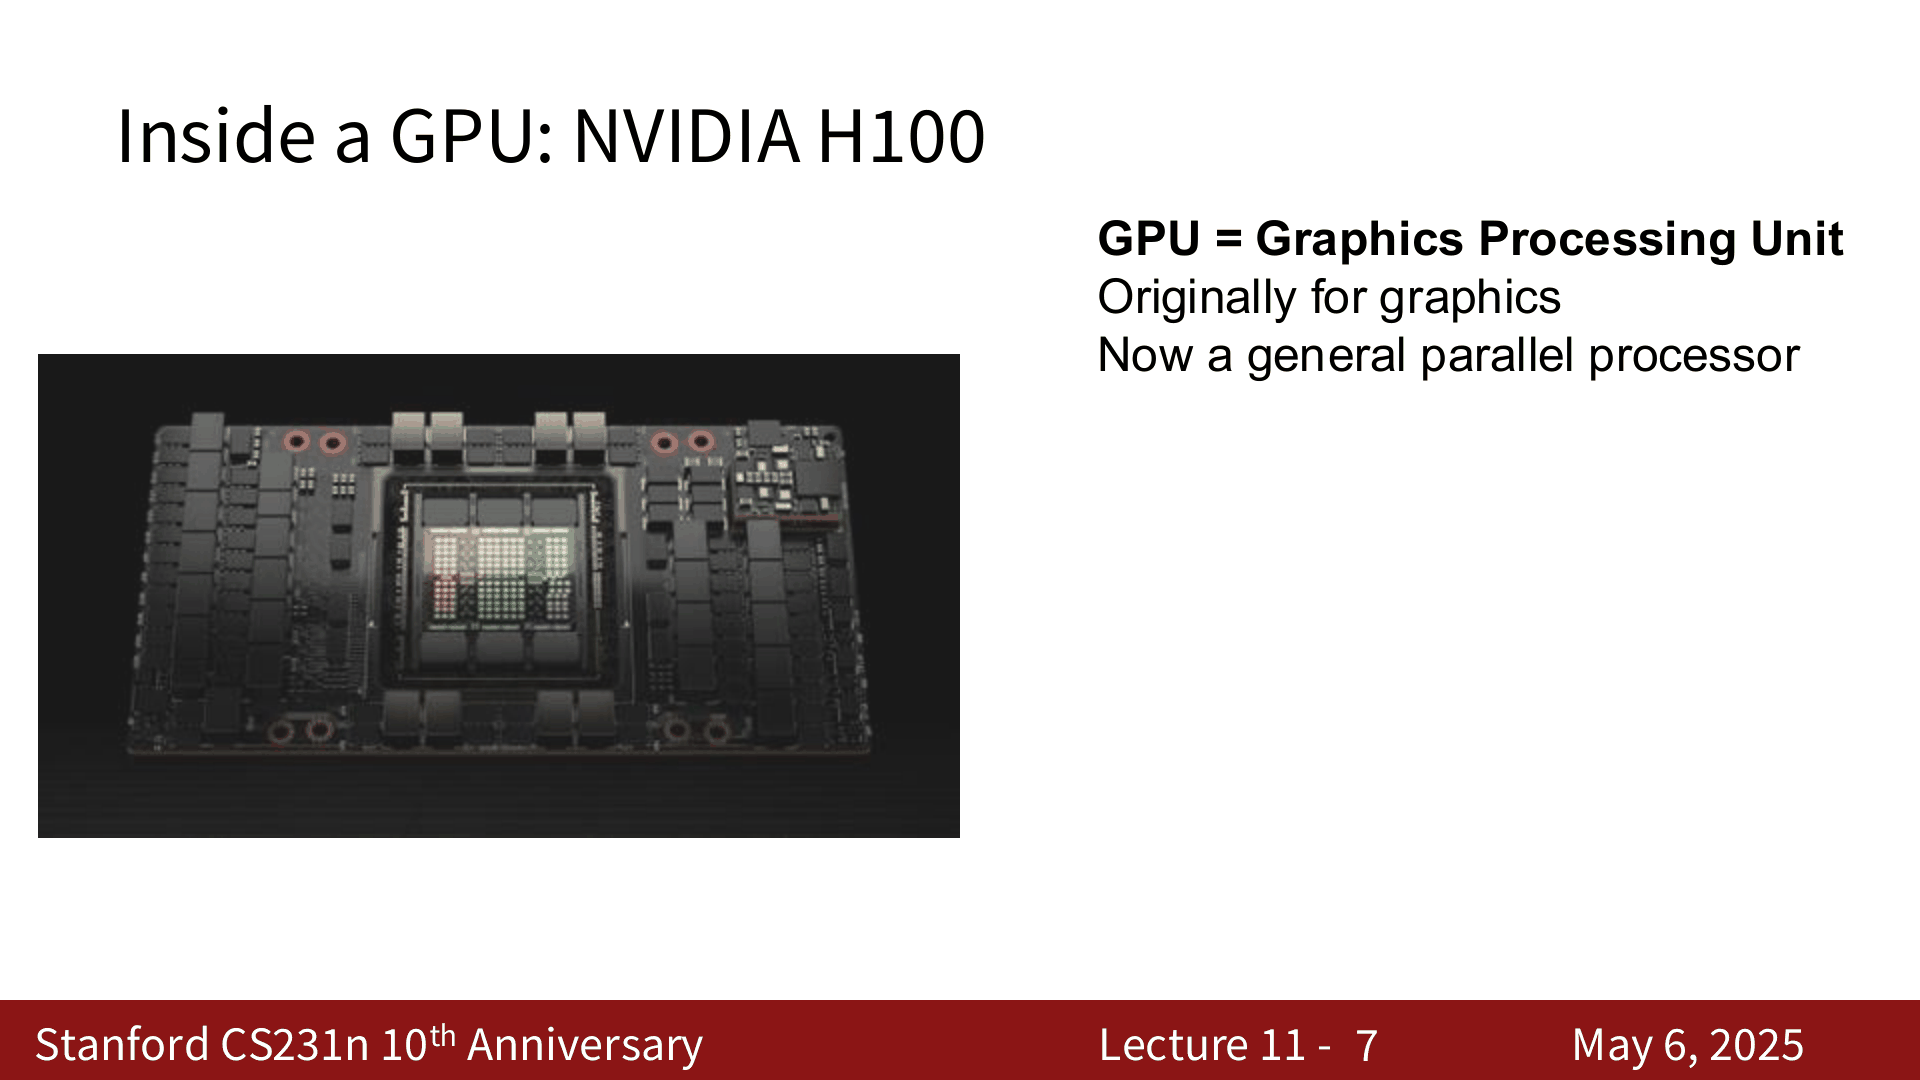 Inside a GPU: NVIDIA H100
GPU = Graphics Processing Unit
Originally for graphics
Now a general parallel processor
Stanford CS231n 10th Anniversary
Lecture 11 - 7
May 6, 2025